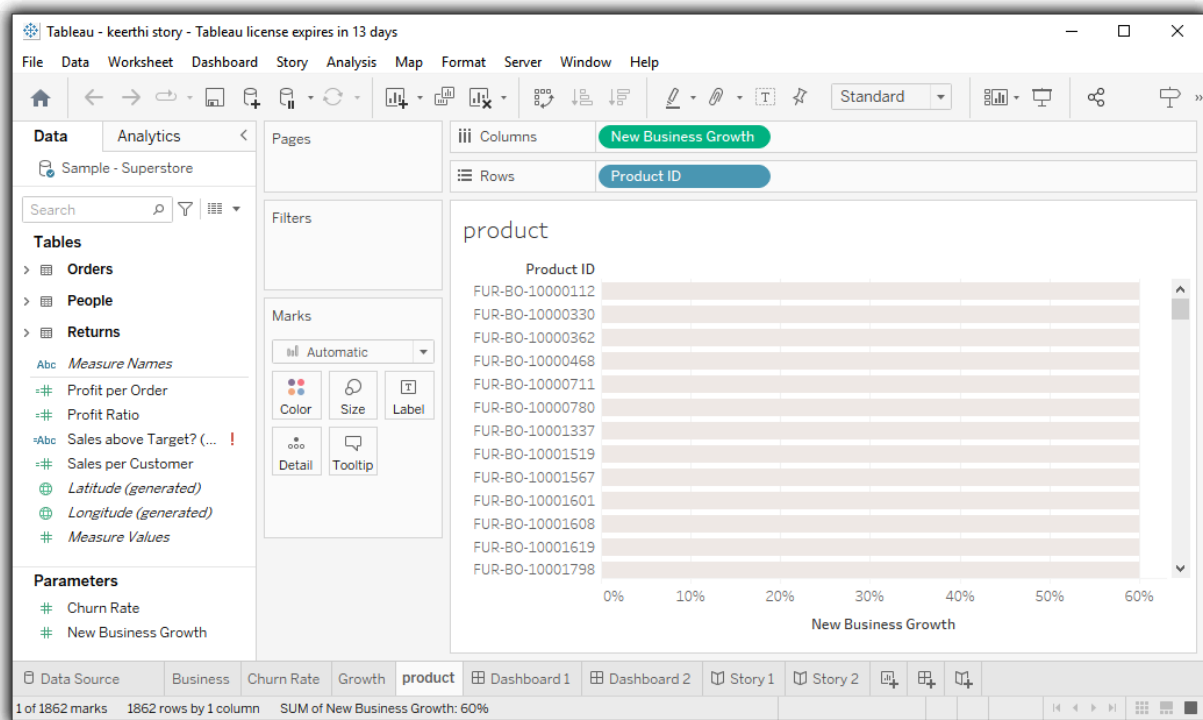 Tableau - keerthi story - Tableau license expires in 13 days
File Data Worksheet Dashboard Story Analysis Map Format Server Window Help
Standard
Data Analytics
Sample - Superstore
Search
Tables
Orders
People
Returns
Abc Measure Names
=# Profit per Order
=# Profit Ratio
=Abc Sales above Target? (... !
=# Sales per Customer
Latitude (generated)
Longitude (generated)
# Measure Values
Parameters
# Churn Rate
# New Business Growth
Pages
Filters
Marks
Automatic
Color Size Label
Detail Tooltip
iii Columns New Business Growth
Rows Product ID
product
Product ID
FUR-BO-10000112
FUR-BO-10000330
FUR-BO-10000362
FUR-BO-10000468
FUR-BO-10000711
FUR-BO-10000780
FUR-BO-10001337
FUR-BO-10001519
FUR-BO-10001567
FUR-BO-10001601
FUR-BO-10001608
FUR-BO-10001619
FUR-BO-10001798
0% 10% 20% 30% 40% 50% 60%
New Business Growth
Data Source Business Churn Rate Growth product Dashboard 1 Dashboard 2 Story 1 Story 2
1 of 1862 marks 1862 rows by 1 column SUM of New Business Growth: 60%